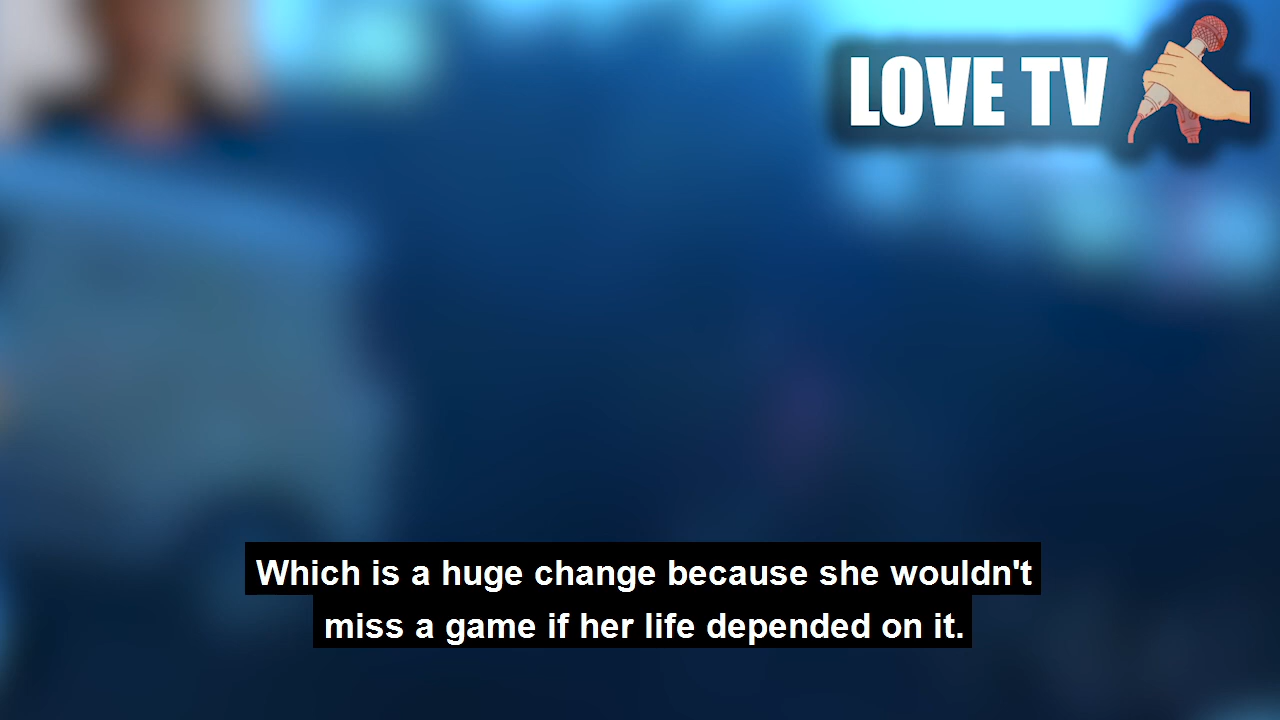 LOVE TV
Which is a huge change because she wouldn't
miss a game if her life depended on it.